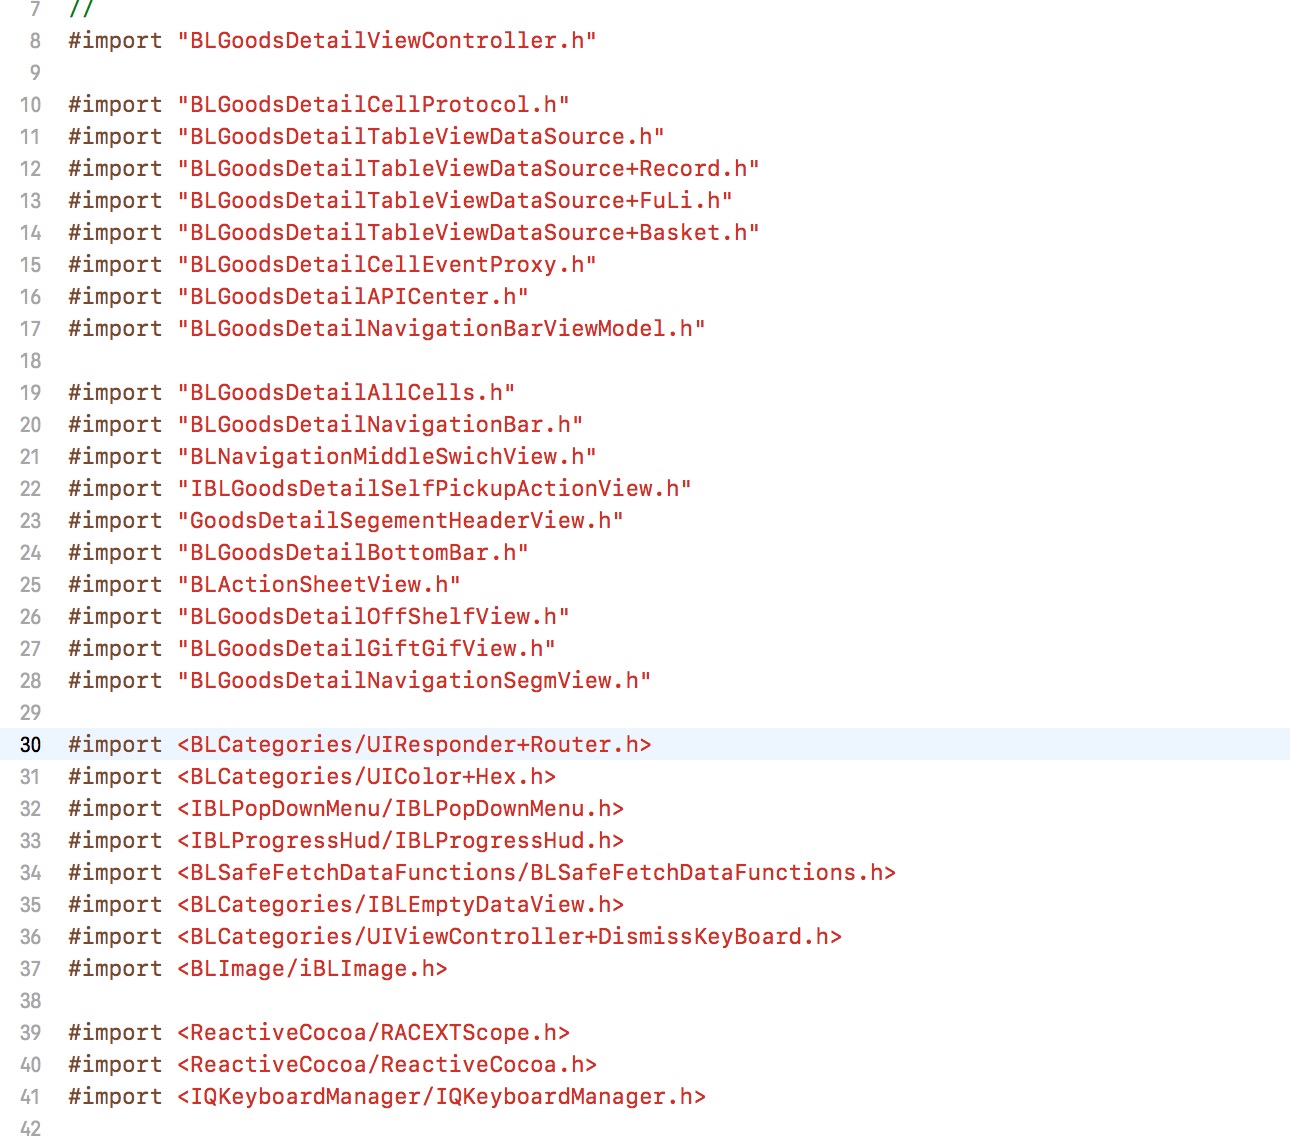 7 //
8 #import "BLGoodsDetailViewController.h"
9
10 #import "BLGoodsDetailCellProtocol.h"
11 #import "BLGoodsDetailTableViewDataSource.h"
12 #import "BLGoodsDetailTableViewDataSource+Record.h"
13 #import "BLGoodsDetailTableViewDataSource+FuLi.h"
14 #import "BLGoodsDetailTableViewDataSource+Basket.h"
15 #import "BLGoodsDetailCellEventProxy.h"
16 #import "BLGoodsDetailAPICenter.h"
17 #import "BLGoodsDetailNavigationBarViewModel.h"
18
19 #import "BLGoodsDetailAllCells.h"
20 #import "BLGoodsDetailNavigationBar.h"
21 #import "BLNavigationMiddleSwichView.h"
22 #import "IBLGoodsDetailSelfPickupActionView.h"
23 #import "GoodsDetailSegementHeaderView.h"
24 #import "BLGoodsDetailBottomBar.h"
25 #import "BLActionSheetView.h"
26 #import "BLGoodsDetailOffShelfView.h"
27 #import "BLGoodsDetailGiftGifView.h"
28 #import "BLGoodsDetailNavigationSegmView.h"
29
30 #import <BLCategories/UIResponder+Router.h>
31 #import <BLCategories/UIColor+Hex.h>
32 #import <IBLPopDownMenu/IBLPopDownMenu.h>
33 #import <IBLProgressHud/IBLProgressHud.h>
34 #import <BLSafeFetchDataFunctions/BLSafeFetchDataFunctions.h>
35 #import <BLCategories/IBLEmptyDataView.h>
36 #import <BLCategories/UIViewController+DismissKeyBoard.h>
37 #import <BLImage/iBLImage.h>
38
39 #import <ReactiveCocoa/RACEXTScope.h>
40 #import <ReactiveCocoa/ReactiveCocoa.h>
41 #import <IQKeyboardManager/IQKeyboardManager.h>
42